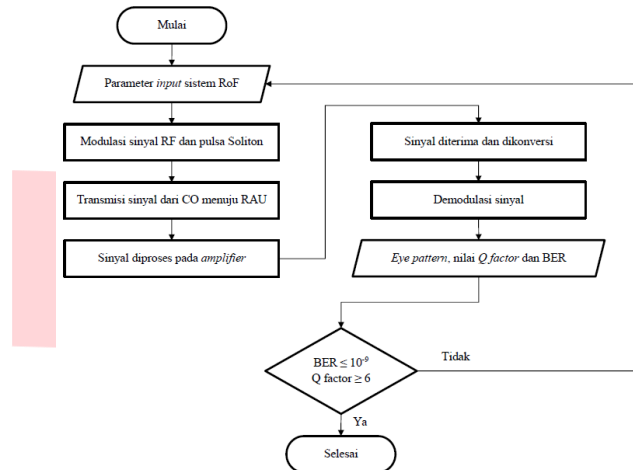 Mulai
Parameter input sistem RoF
Modulasi sinyal RF dan pulsa Soliton
Transmisi sinyal dari CO menuju RAU
Sinyal diproses pada amplifier
Sinyal diterima dan dikonversi
Demodulasi sinyal
Eye pattern, nilai Q factor dan BER
BER ≤ 10⁻⁹
Q factor ≥ 6
Tidak
Ya
Selesai